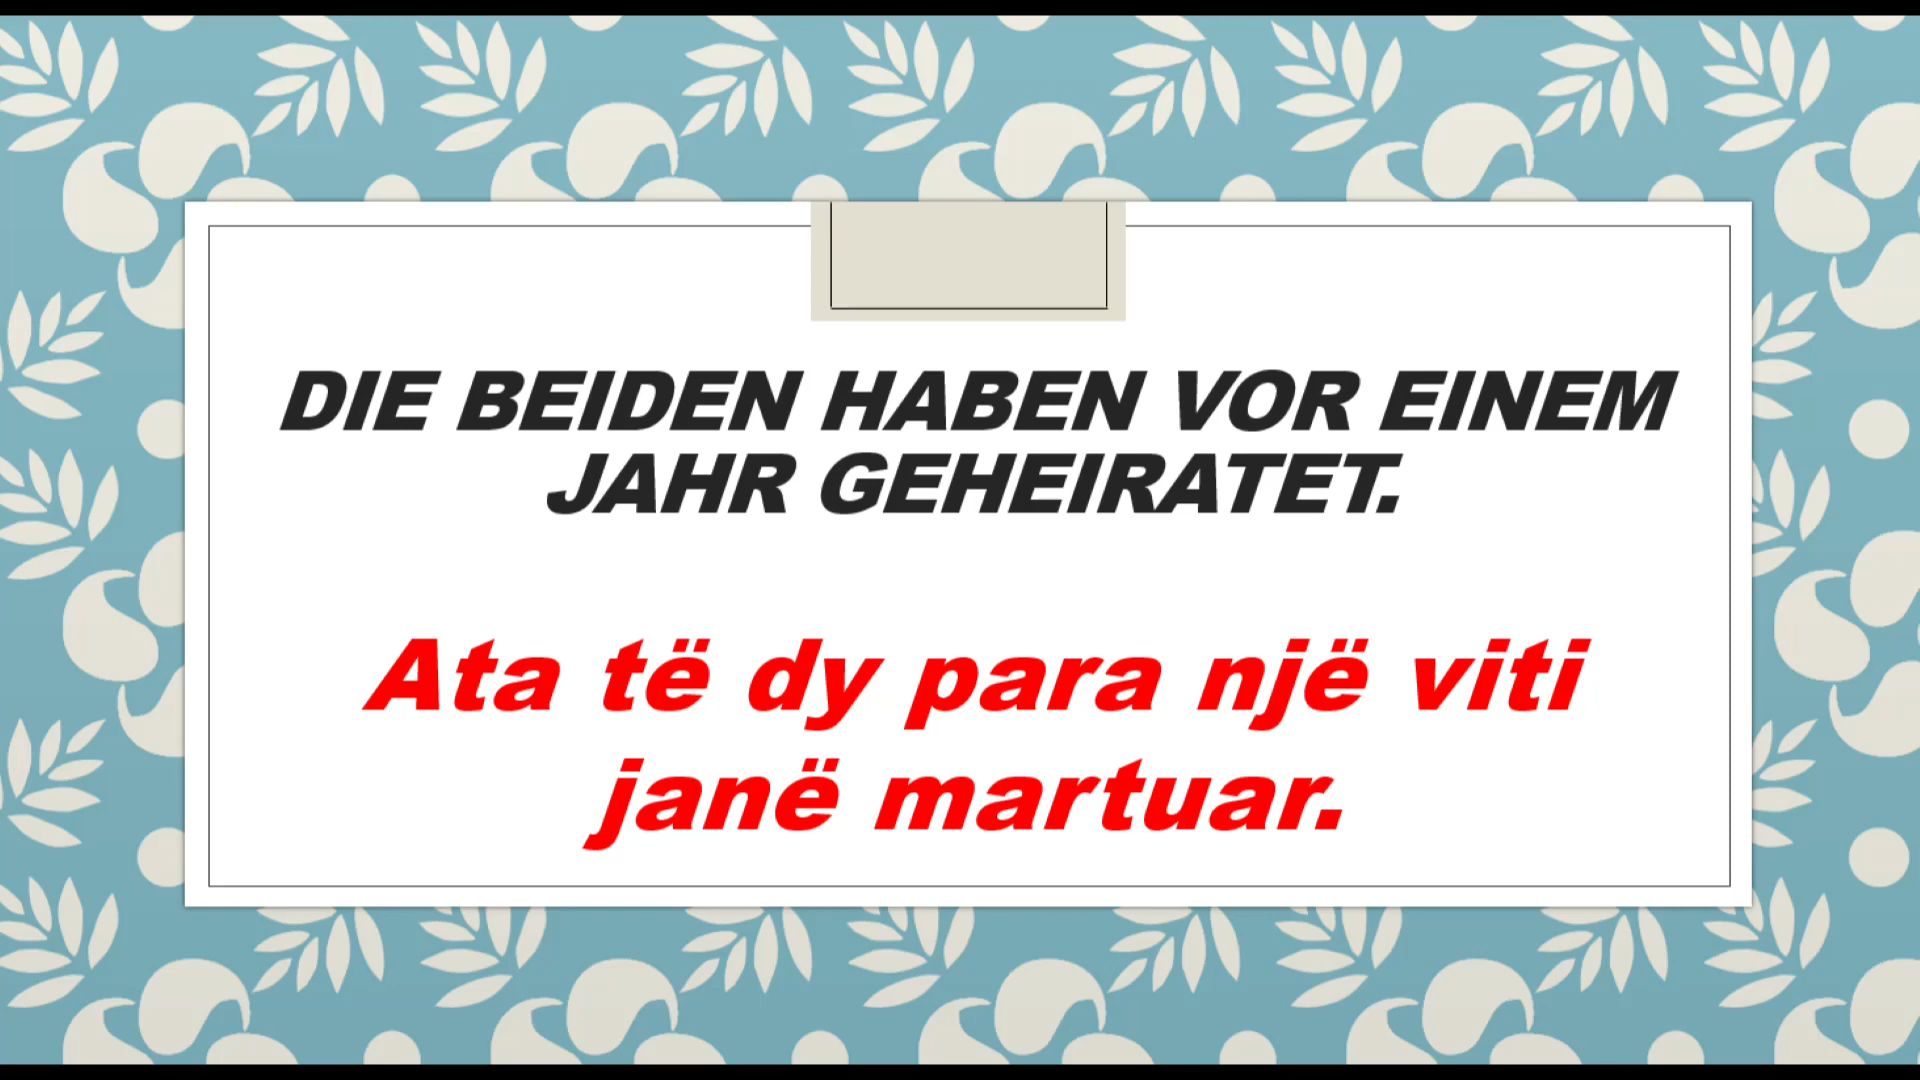 DIE BEIDEN HABEN VOR EINEM
JAHR GEHEIRATET.
Ata të dy para një viti
janë martuar.